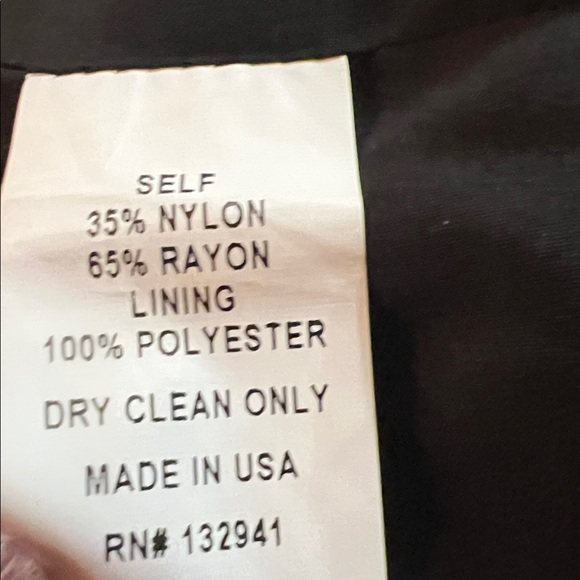 SELF
35% NYLON
65% RAYON
LINING
100% POLYESTER
DRY CLEAN ONLY
MADE IN USA
RN# 132941